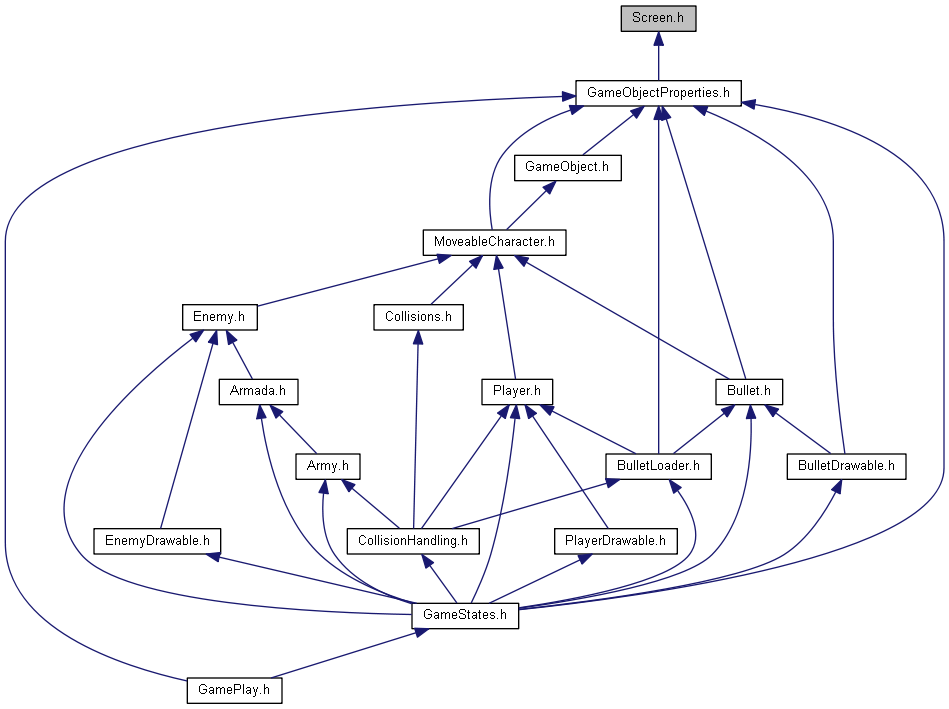 Screen.h
GameObjectProperties.h
GameObject.h
MoveableCharacter.h
Enemy.h
Collisions.h
Armada.h
Player.h
Bullet.h
Army.h
BulletLoader.h
BulletDrawable.h
EnemyDrawable.h
CollisionHandling.h
PlayerDrawable.h
GameStates.h
GamePlay.h